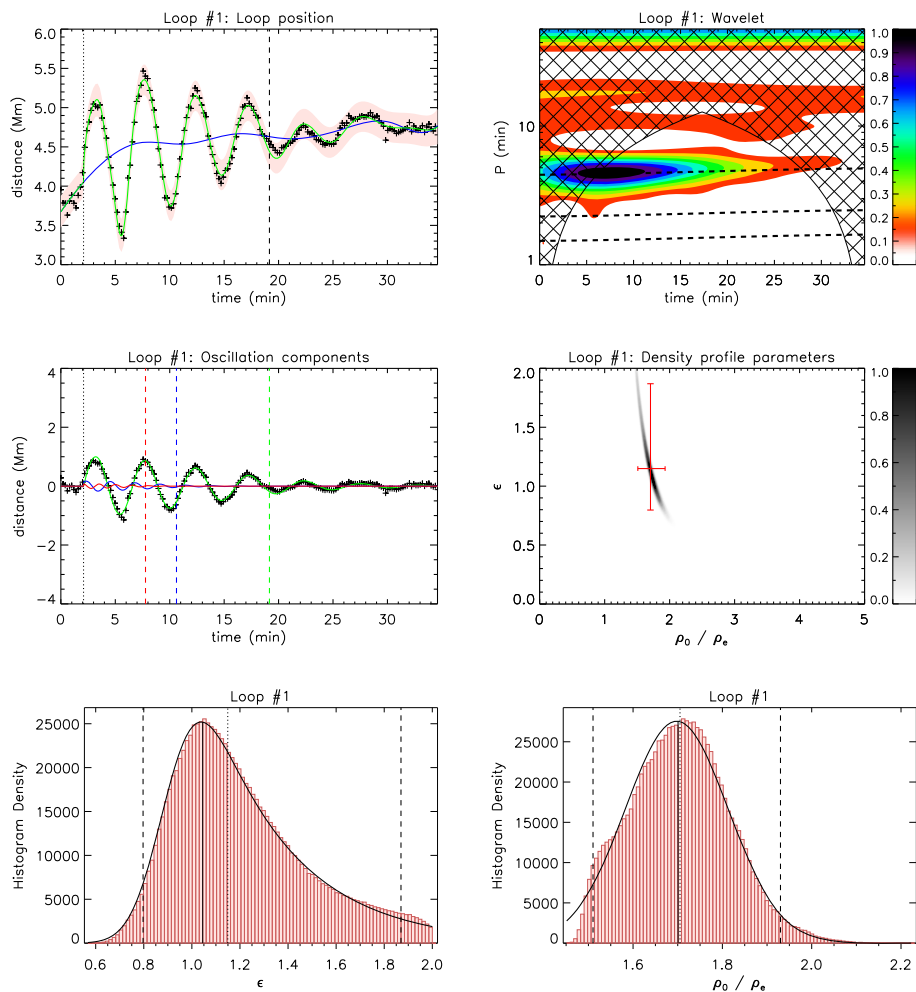 Loop #1: Loop position
distance (Mm)
6.0
5.5
5.0
4.5
4.0
3.5
3.0
0 5 10 15 20 25 30
time (min)
Loop #1: Wavelet
P (min)
10
1
0 5 10 15 20 25 30
time (min)
1.0
0.9
0.8
0.7
0.6
0.5
0.4
0.3
0.2
0.1
0.0
Loop #1: Oscillation components
distance (Mm)
4
2
0
-2
-4
0 5 10 15 20 25 30
time (min)
Loop #1: Density profile parameters
ϵ
2.0
1.5
1.0
0.5
0.0
0 1 2 3 4 5
ρ₀ / ρₑ
1.0
0.8
0.6
0.4
0.2
0.0
Loop #1
Histogram Density
25000
20000
15000
10000
5000
0
0.6 0.8 1.0 1.2 1.4 1.6 1.8 2.0
ϵ
Loop #1
Histogram Density
25000
20000
15000
10000
5000
0
1.6 1.8 2.0 2.2
ρ₀ / ρₑ